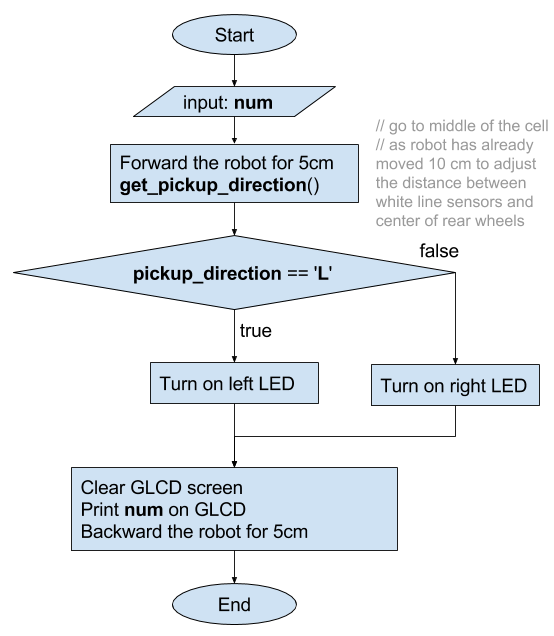 Start
input: num
// go to middle of the cell
// as robot has already
moved 10 cm to adjust
the distance between
white line sensors and
center of rear wheels
Forward the robot for 5cm
get_pickup_direction()
pickup_direction == 'L'
false
true
Turn on left LED
Turn on right LED
Clear GLCD screen
Print num on GLCD
Backward the robot for 5cm
End